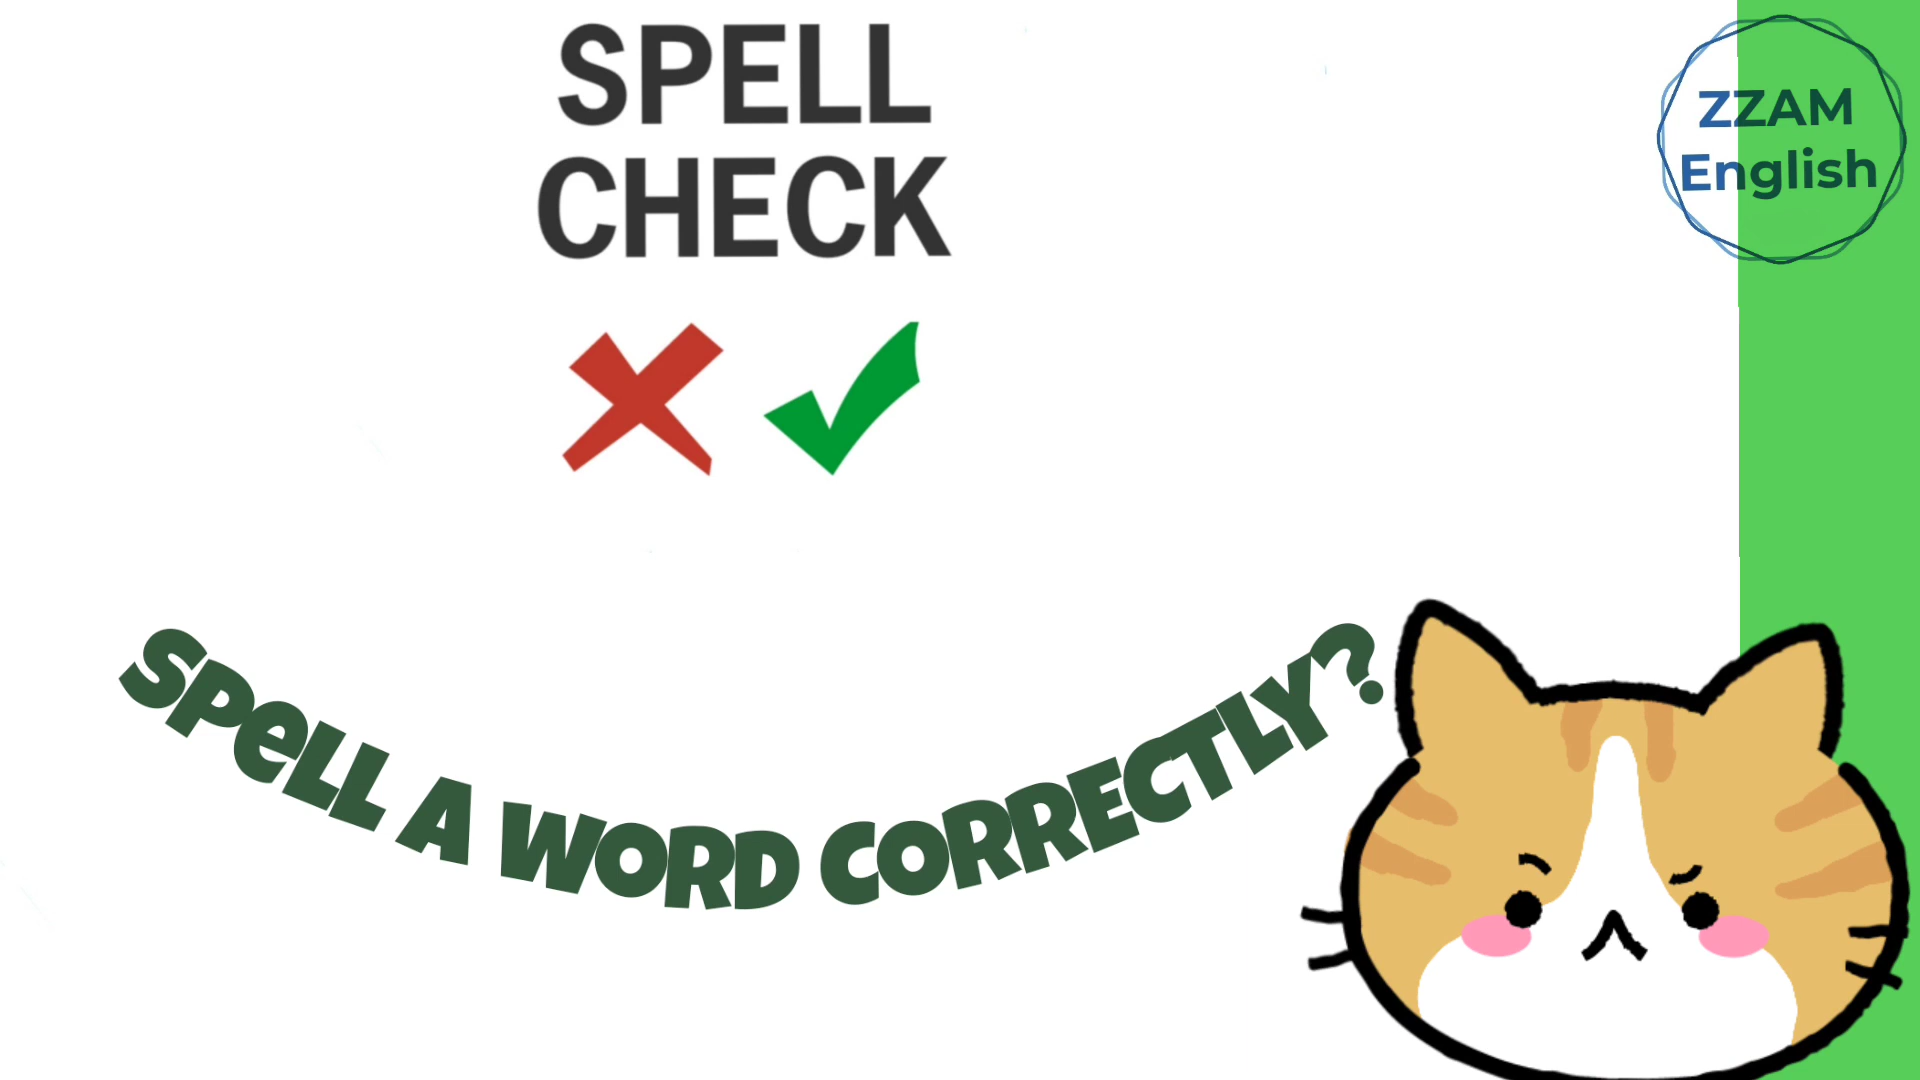 SPELL
CHECK
ZZAM
English
SPeLL A WORD CORRECTLY?